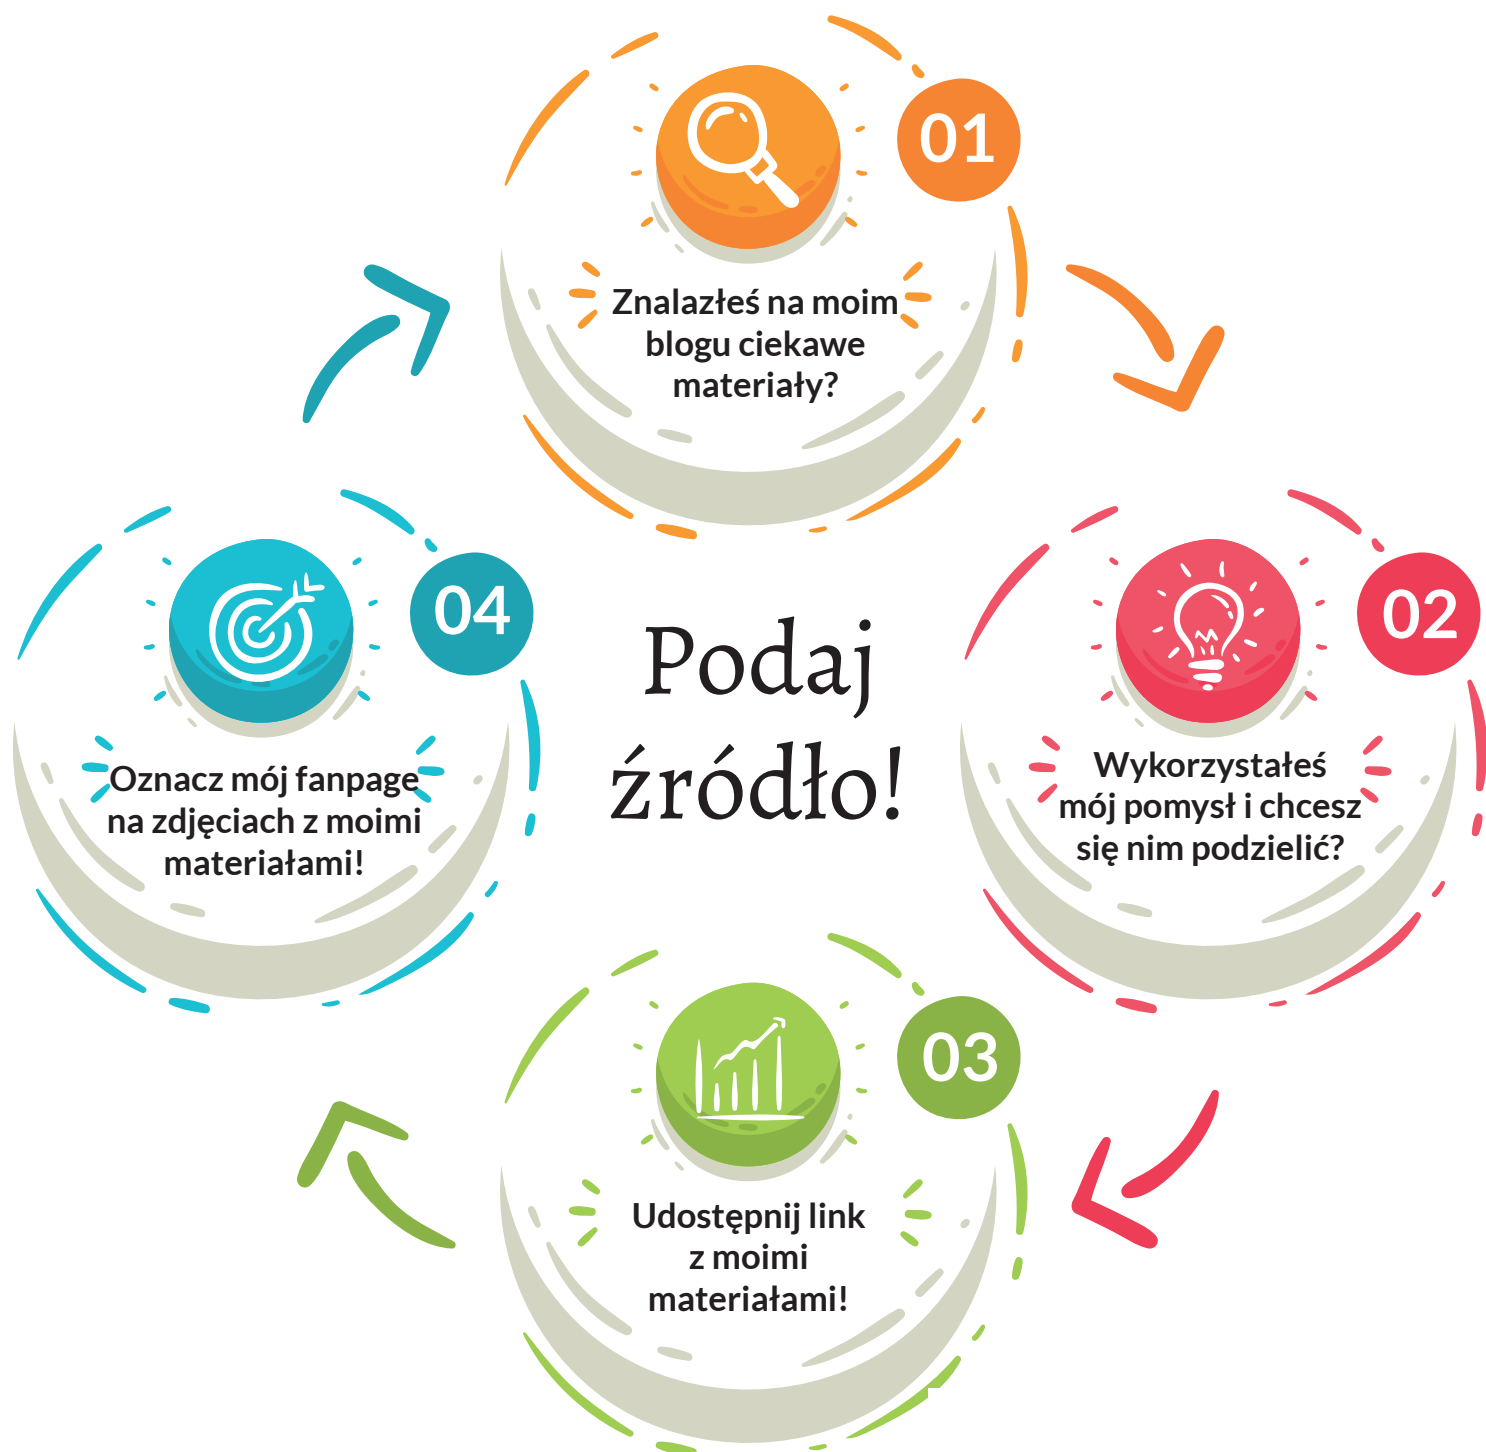 01
Znalazłeś na moim
blogu ciekawe
materiały?
02
Wykorzystałeś
mój pomysł i chcesz
się nim podzielić?
03
Udostępnij link
z moimi
materiałami!
04
Oznacz mój fanpage
na zdjęciach z moimi
materiałami!
Podaj
źródło!